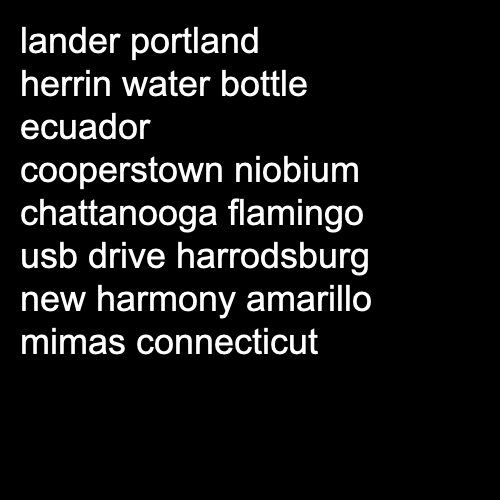 lander portland
herrin water bottle
ecuador
cooperstown niobium
chattanooga flamingo
usb drive harrodsburg
new harmony amarillo
mimas connecticut